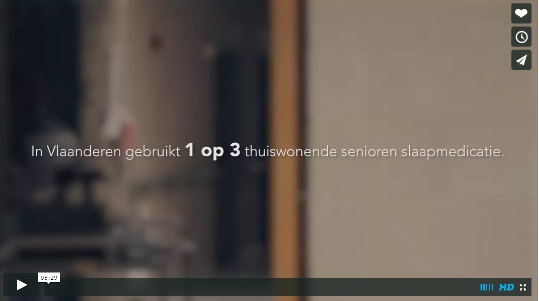 In Vlaanderen gebruikt 1 op 3 thuiswonende senioren slaapmedicatie.
HD